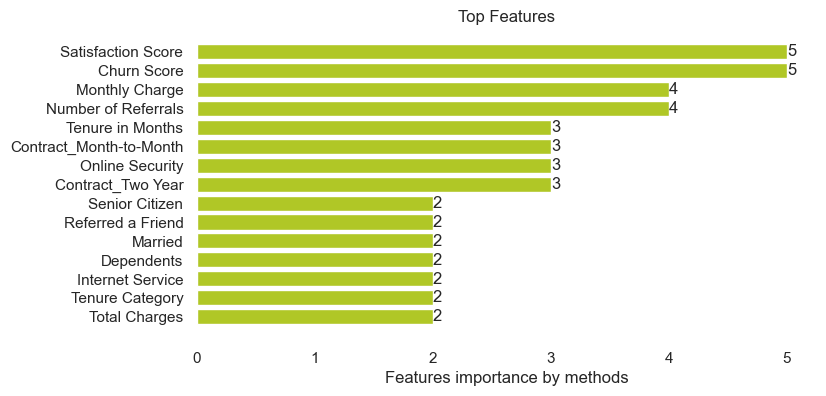 Top Features
Satisfaction Score 5
Churn Score 5
Monthly Charge 4
Number of Referrals 4
Tenure in Months 3
Contract_Month-to-Month 3
Online Security 3
Contract_Two Year 3
Senior Citizen 2
Referred a Friend 2
Married 2
Dependents 2
Internet Service 2
Tenure Category 2
Total Charges 2
0 1 2 3 4 5
Features importance by methods